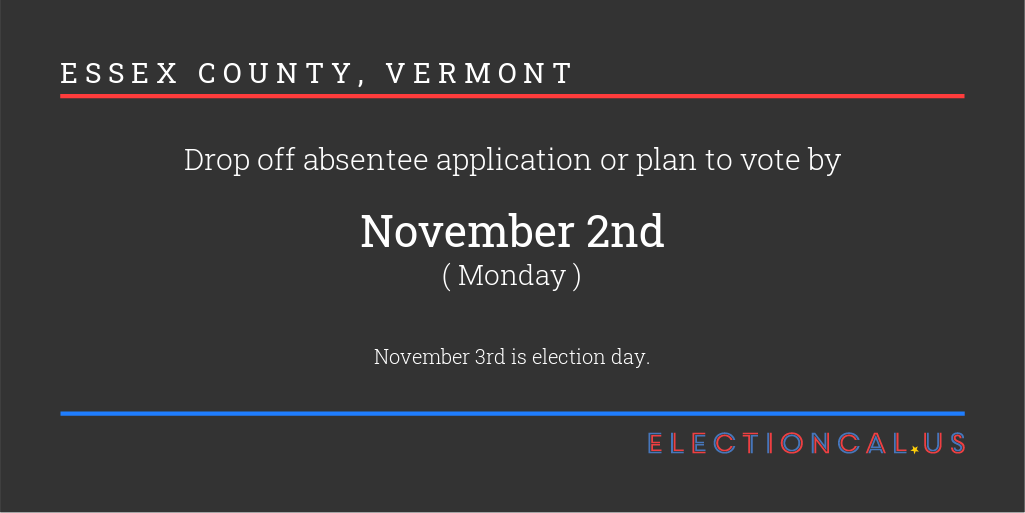 ESSEX COUNTY, VERMONT
Drop off absentee application or plan to vote by
November 2nd
( Monday )
November 3rd is election day.
ELECTIONCAL.US